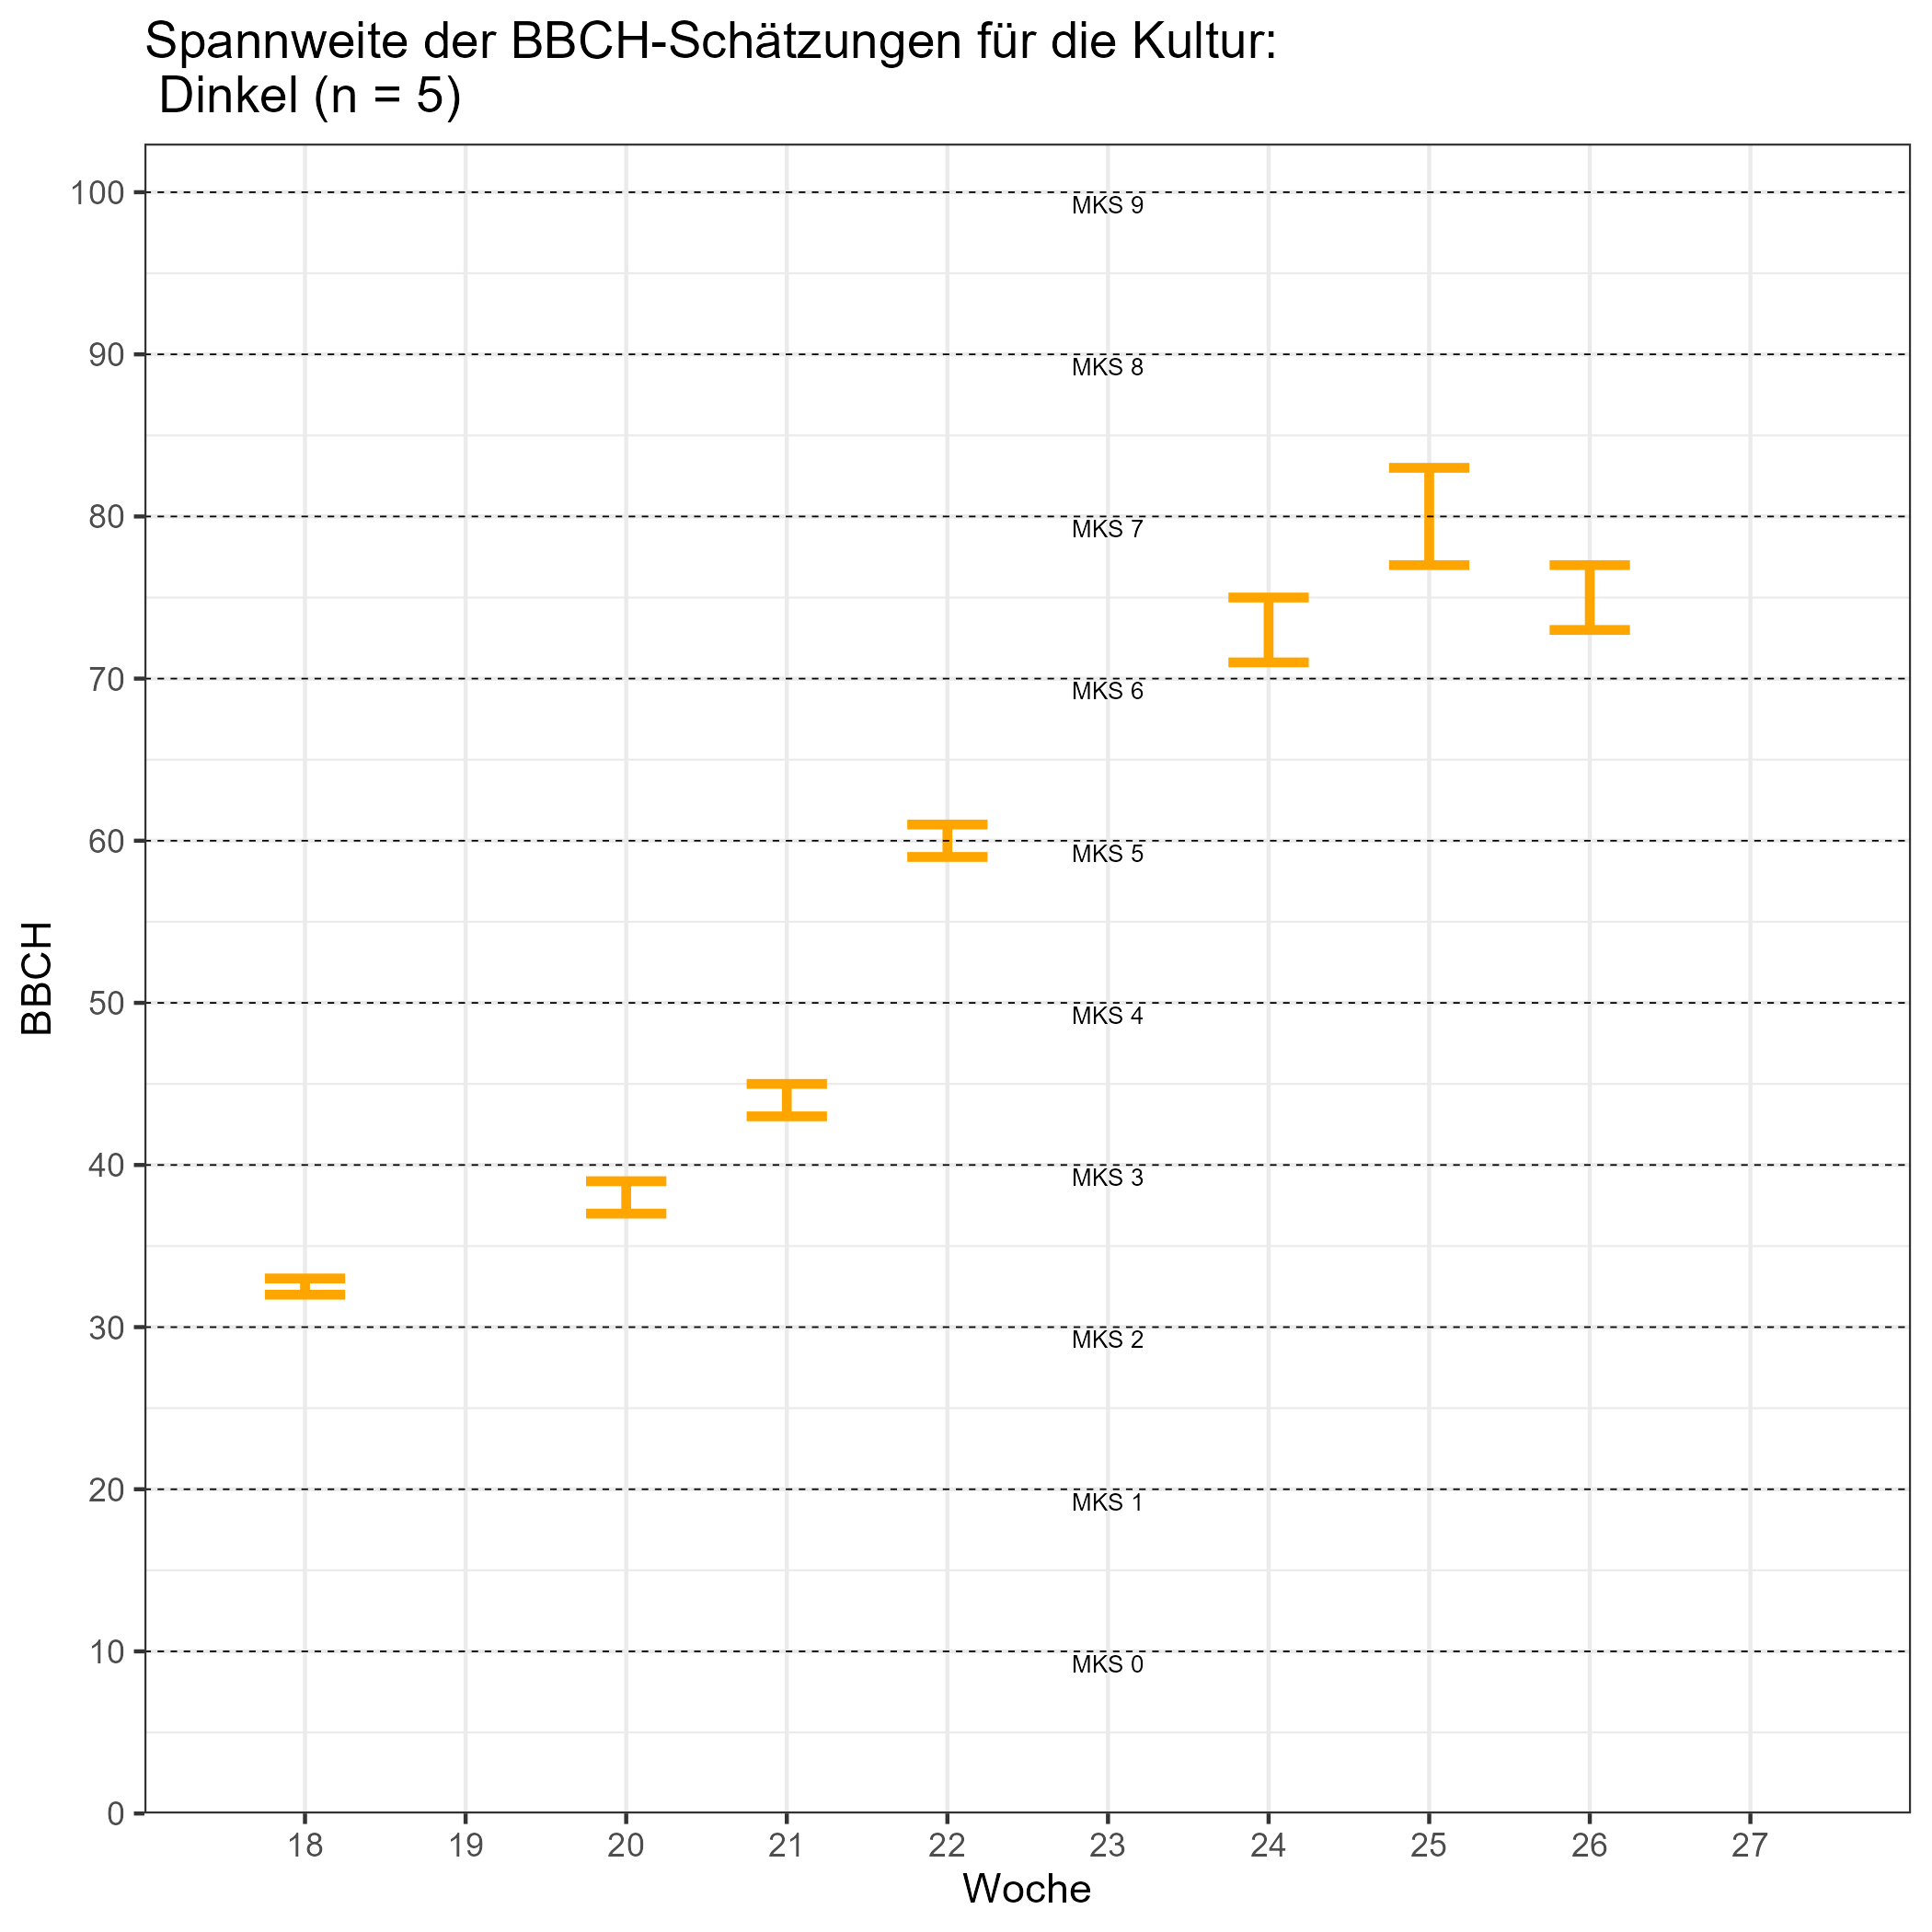 Spannweite der BBCH-Schätzungen für die Kultur:
Dinkel (n = 5)
BBCH
100
90
80
70
60
50
40
30
20
10
0
MKS 9
MKS 8
MKS 7
MKS 6
MKS 5
MKS 4
MKS 3
MKS 2
MKS 1
MKS 0
18 19 20 21 22 23 24 25 26 27
Woche